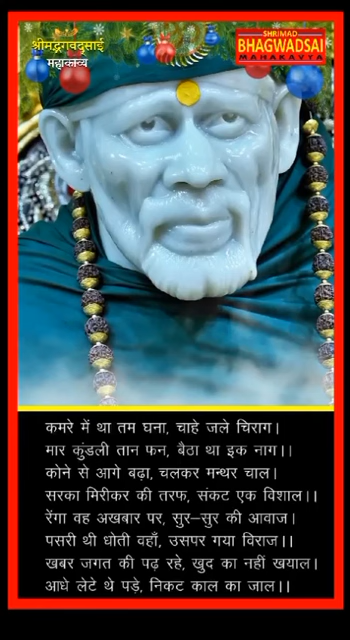 श्रीमद्भगवदसाई
महाकाव्य
SHRIMAD
BHAGWADSAI
MAHAKAVYA
कमरे में था तम घना, चाहे जले चिराग।
मार कुंडली तान फन, बैठा था इक नाग।।
कोने से आगे बढ़ा, चलकर मन्थर चाल।
सरका मिरीकर की तरफ, संकट एक विशाल।।
रेंगा वह अखबार पर, सुर-सुर की आवाज।
पसरी थी धोती वहाँ, उसपर गया विराज।।
खबर जगत की पढ़ रहे, खुद का नहीं खयाल।
आधे लेटे थे पड़े, निकट काल का जाल।।